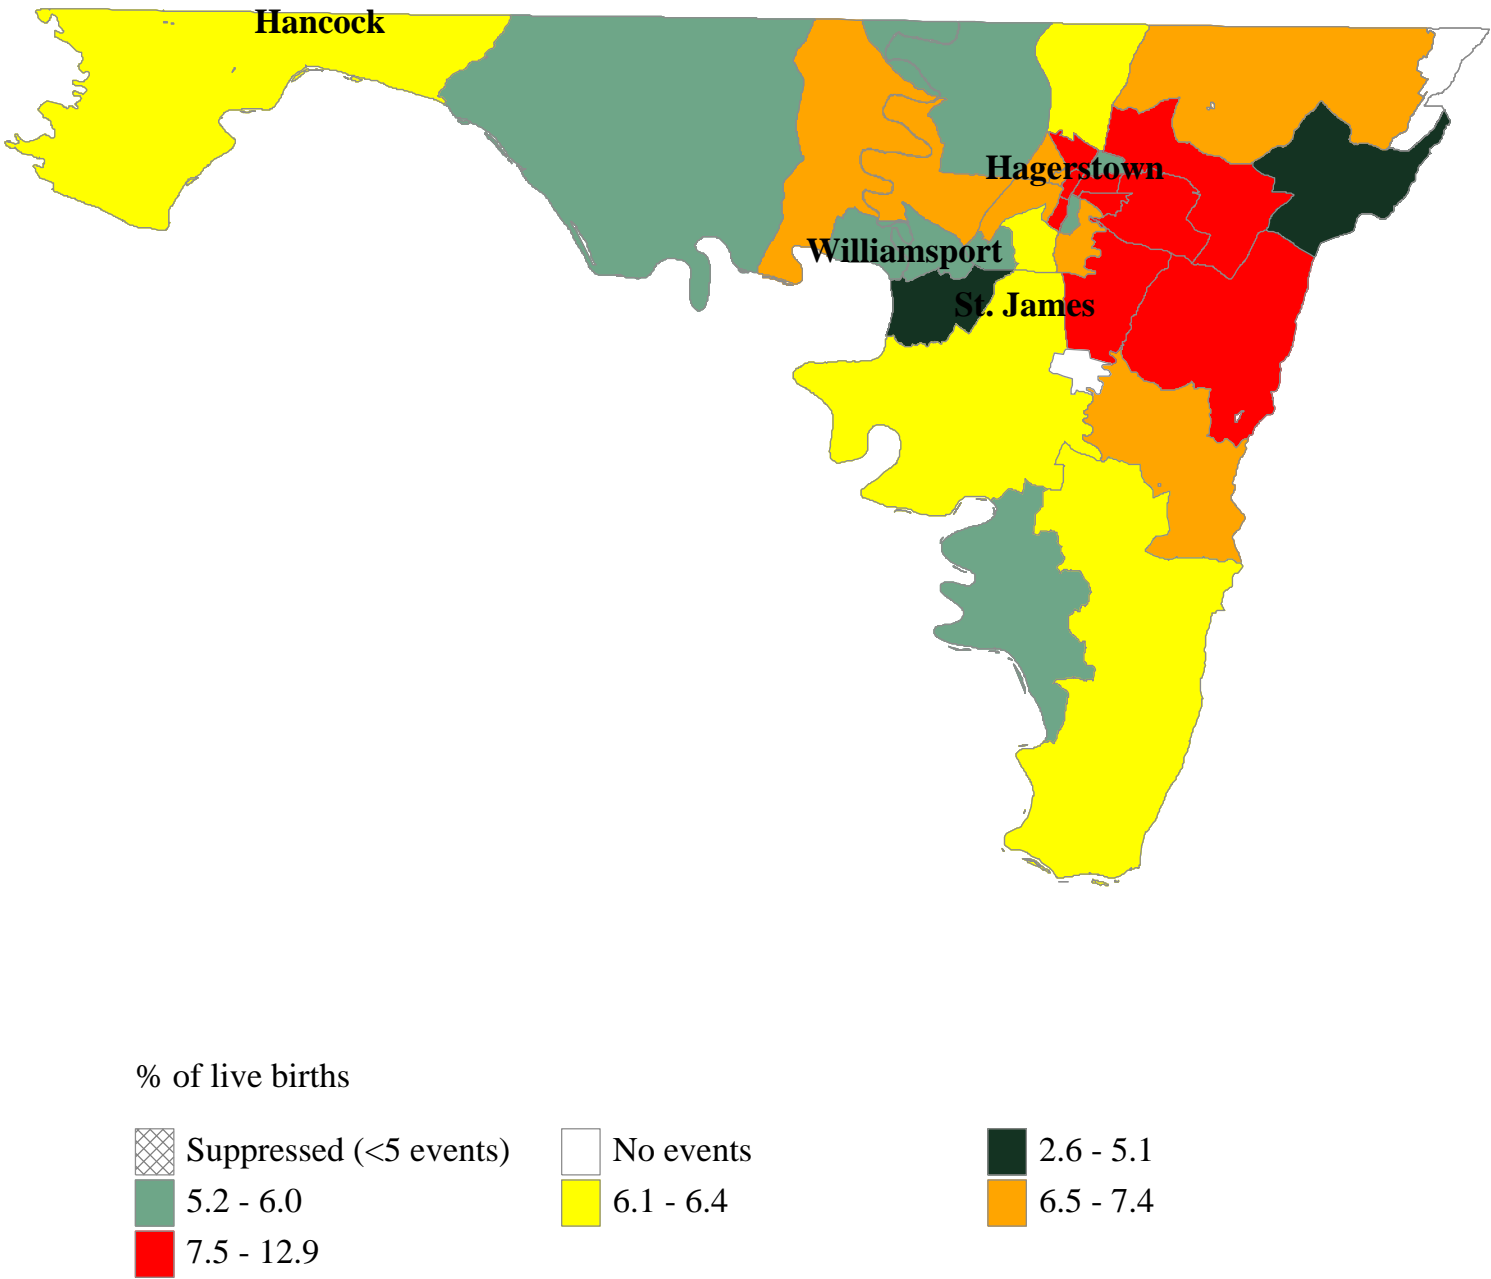 Hancock
Hagerstown
Williamsport
St. James
% of live births
Suppressed (<5 events)
No events
2.6 - 5.1
5.2 - 6.0
6.1 - 6.4
6.5 - 7.4
7.5 - 12.9